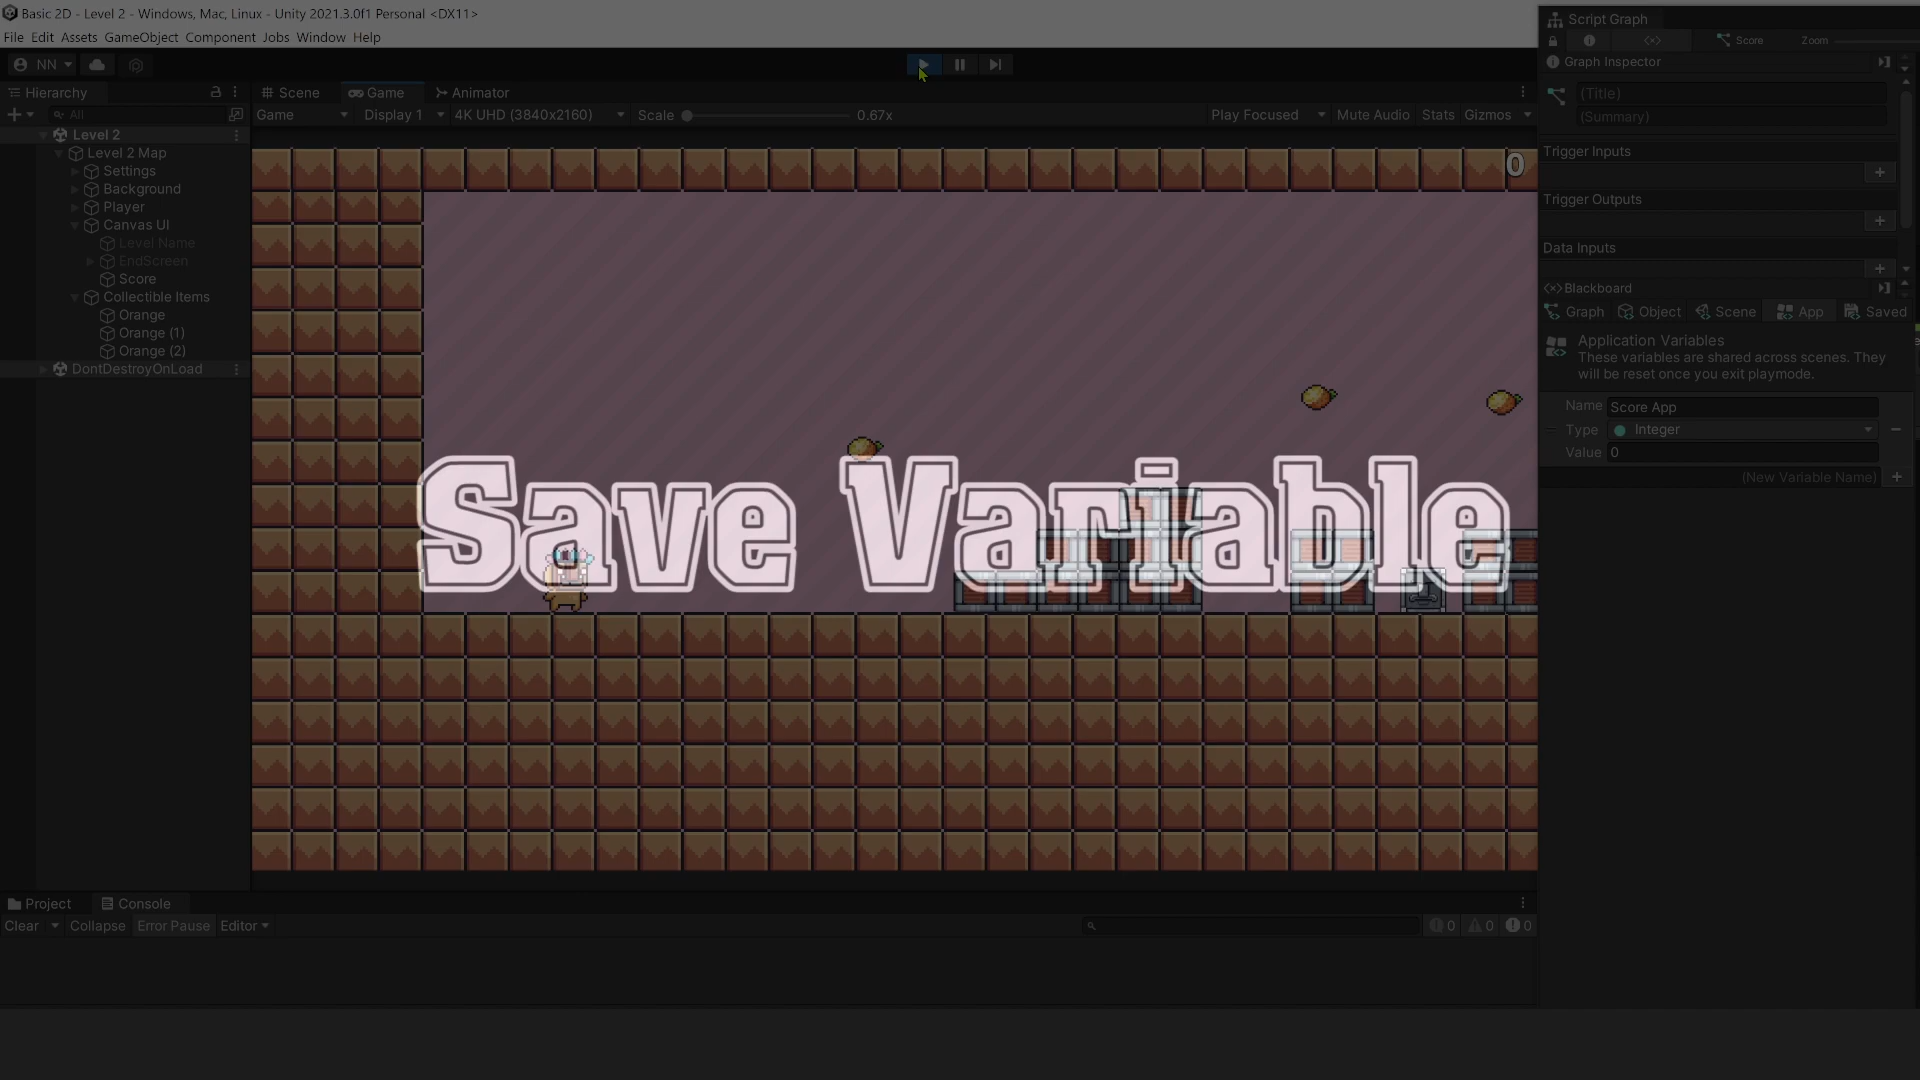 Basic 2D - Level 2 - Windows, Mac, Linux - Unity 2021.3.0f1 Personal <DX11>
File Edit Assets GameObject Component Jobs Window Help
NN
Hierarchy
All
Level 2
Level 2 Map
Settings
Background
Player
Canvas UI
Level Name
EndScreen
Score
Collectible Items
Orange
Orange (1)
Orange (2)
DontDestroyOnLoad
Scene Game Animator
Game Display 1 4K UHD (3840x2160) Scale 0.67x Play Focused Mute Audio Stats Gizmos
0
Save Variable
Project Console
Clear Collapse Error Pause Editor 0 0 0
Script Graph
Score Zoom
Graph Inspector
(Title)
(Summary)
Trigger Inputs
Trigger Outputs
Data Inputs
Blackboard
Graph Object Scene App Saved
Application Variables
These variables are shared across scenes. They
will be reset once you exit playmode.
Name Score App
Type Integer
Value 0
(New Variable Name)